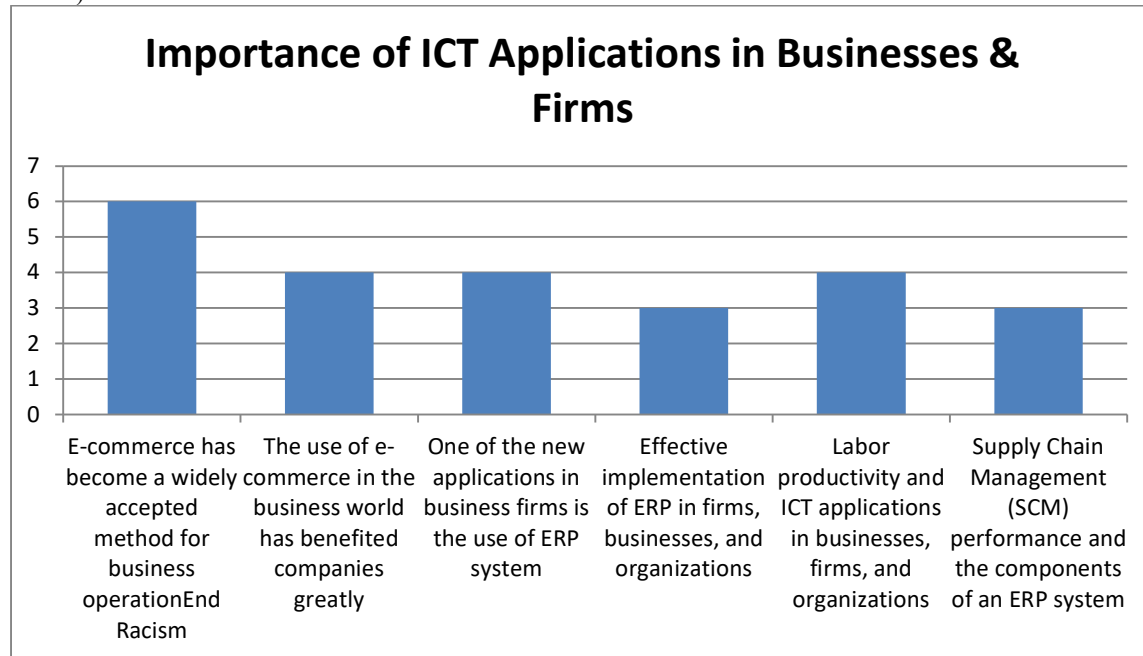 Importance of ICT Applications in Businesses &
Firms
7
6
5
4
3
2
1
0
E-commerce has
become a widely
accepted
method for
business
operationEnd
Racism
The use of e-
commerce in the
business world
has benefited
companies
greatly
One of the new
applications in
business firms is
the use of ERP
system
Effective
implementation
of ERP in firms,
businesses, and
organizations
Labor
productivity and
ICT applications
in businesses,
firms, and
organizations
Supply Chain
Management
(SCM)
performance and
the components
of an ERP system